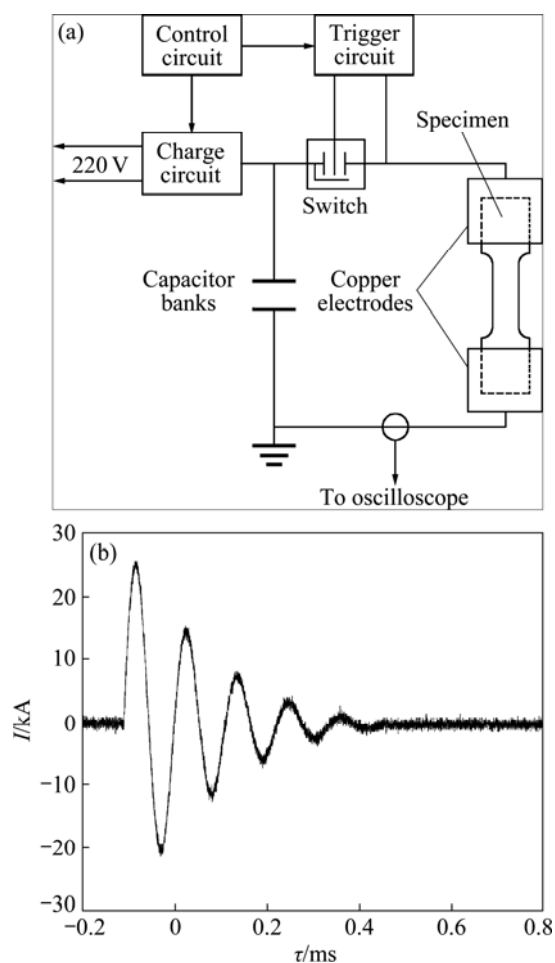 (a)
Control
circuit
Trigger
circuit
Specimen
220 V
Charge
circuit
Switch
Capacitor
banks
Copper
electrodes
To oscilloscope
(b)
30
20
10
0
−10
−20
−30
I/kA
−0.2
0
0.2
0.4
0.6
0.8
τ/ms